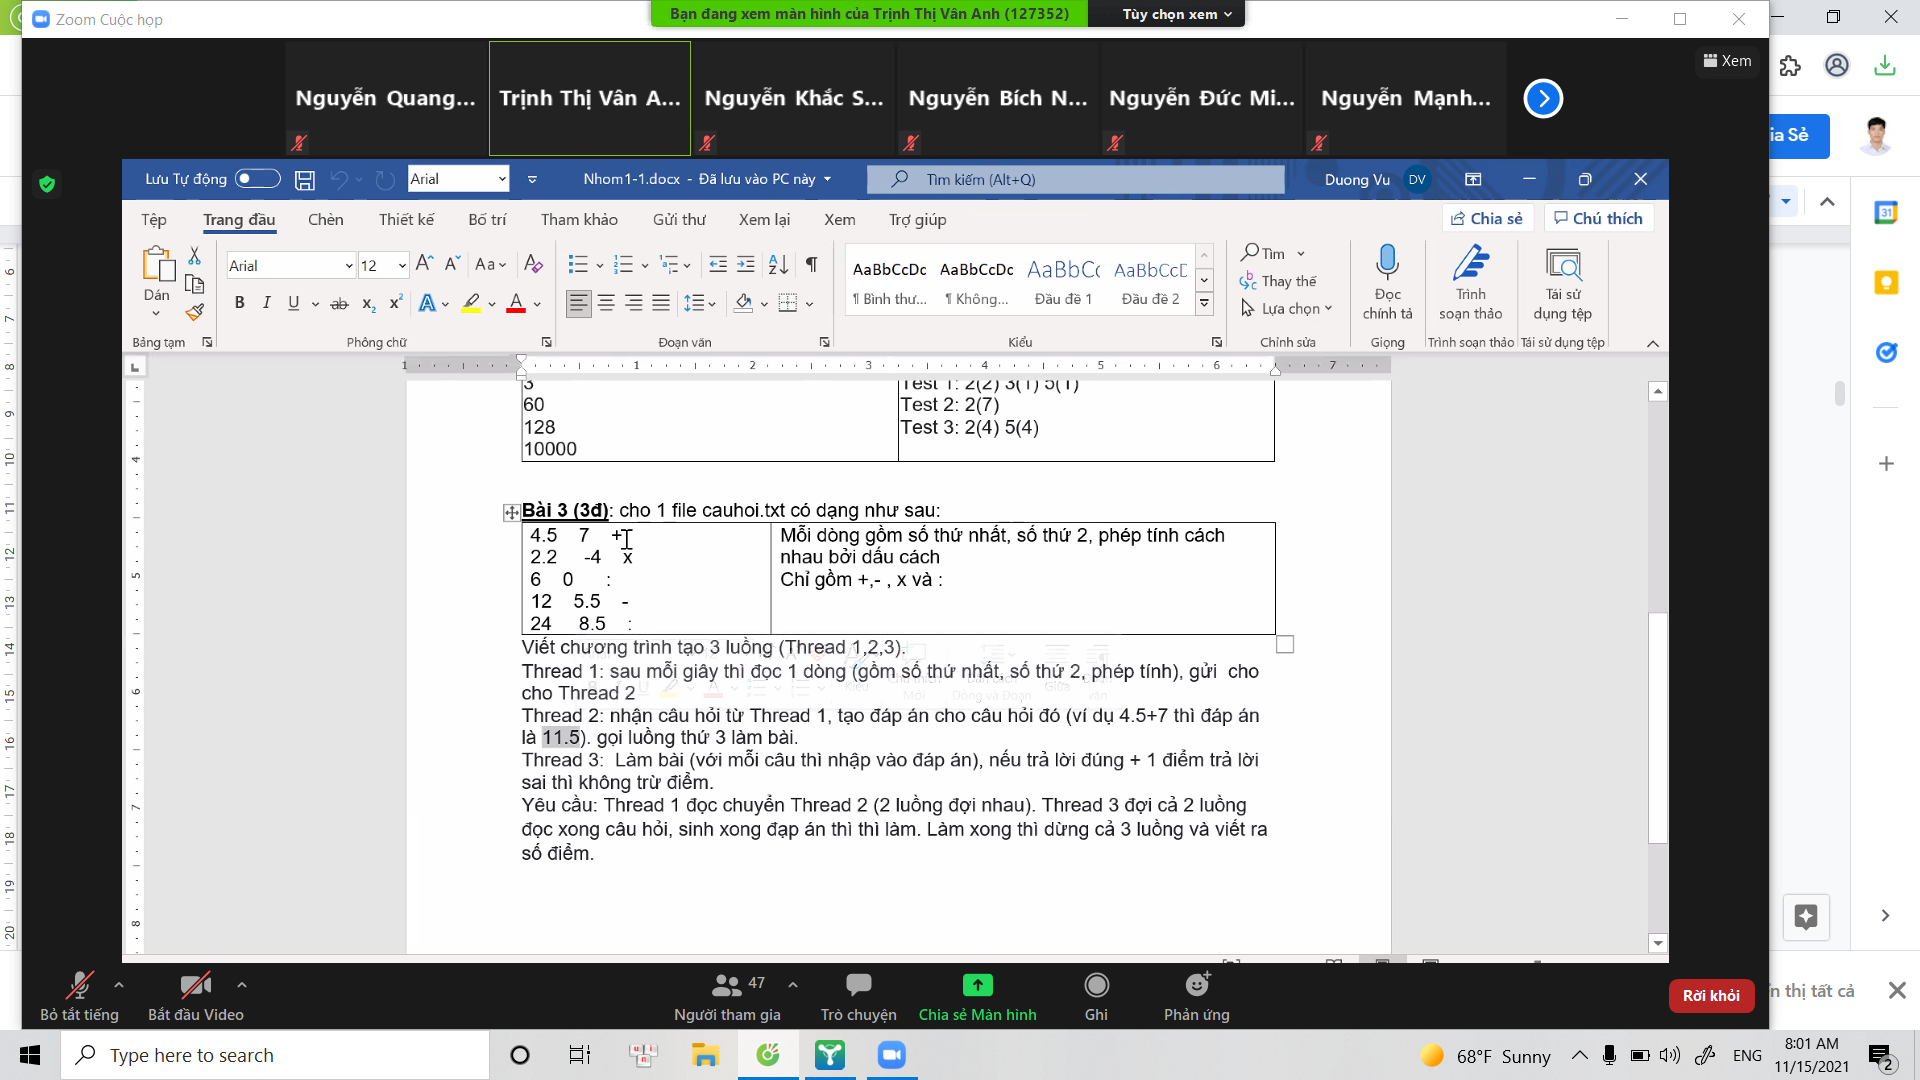 Zoom Cuộc họp
Bạn đang xem màn hình của Trịnh Thị Vân Anh (127352)
Tùy chọn xem
Nguyễn Quang...
Trịnh Thị Vân A...
Nguyễn Khắc S...
Nguyễn Bích N...
Nguyễn Đức Mi...
Nguyễn Mạnh...
Xem
ia Sẻ
Lưu Tự động
Arial
Nhom1-1.docx - Đã lưu vào PC này
Tìm kiếm (Alt+Q)
Duong Vu
DV
Tệp
Trang đầu
Chèn
Thiết kế
Bố trí
Tham khảo
Gửi thư
Xem lại
Xem
Trợ giúp
Chia sẻ
Chú thích
Dán
Arial
12
AaBbCcDc
¶ Bình thư...
AaBbCcDc
¶ Không...
AaBbCc
Đầu đề 1
AaBbCcE
Đầu đề 2
Tìm
Thay thế
Lựa chọn
Đọc
chính tả
Trình
soạn thảo
Tái sử
dụng tệp
Bảng tạm
Phông chữ
Đoạn văn
Kiểu
Chỉnh sửa
Giọng
Trình soạn thảo
Tái sử dụng tệp
3
60
128
10000
Test 1: 2(2) 3(1) 5(1)
Test 2: 2(7)
Test 3: 2(4) 5(4)
Bài 3 (3đ): cho 1 file cauhoi.txt có dạng như sau:
4.5 7 +
2.2 -4 x
6 0 :
12 5.5 -
24 8.5 :
Mỗi dòng gồm số thứ nhất, số thứ 2, phép tính cách
nhau bởi dấu cách
Chỉ gồm +,- , x và :
Viết chương trình tạo 3 luồng (Thread 1,2,3).
Thread 1: sau mỗi giây thì đọc 1 dòng (gồm số thứ nhất, số thứ 2, phép tính), gửi cho
cho Thread 2
Thread 2: nhận câu hỏi từ Thread 1, tạo đáp án cho câu hỏi đó (ví dụ 4.5+7 thì đáp án
là 11.5). gọi luồng thứ 3 làm bài.
Thread 3: Làm bài (với mỗi câu thì nhập vào đáp án), nếu trả lời đúng + 1 điểm trả lời
sai thì không trừ điểm.
Yêu cầu: Thread 1 đọc chuyển Thread 2 (2 luồng đợi nhau). Thread 3 đợi cả 2 luồng
đọc xong câu hỏi, sinh xong đạp án thì thì làm. Làm xong thì dừng cả 3 luồng và viết ra
số điểm.
Bỏ tắt tiếng
Bắt đầu Video
47
Người tham gia
Trò chuyện
Chia sẻ Màn hình
Ghi
Phản ứng
Rời khỏi
n thị tất cả
Type here to search
68°F Sunny
ENG
8:01 AM
11/15/2021
2